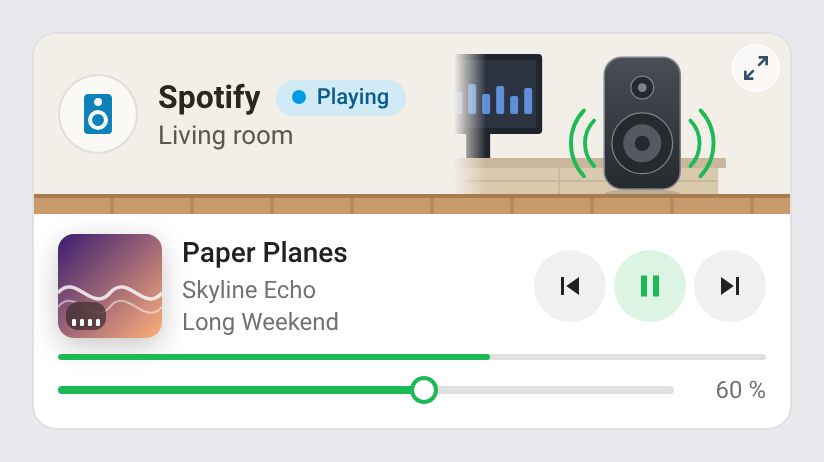 Spotify
Playing
Living room
Paper Planes
Skyline Echo
Long Weekend
60 %